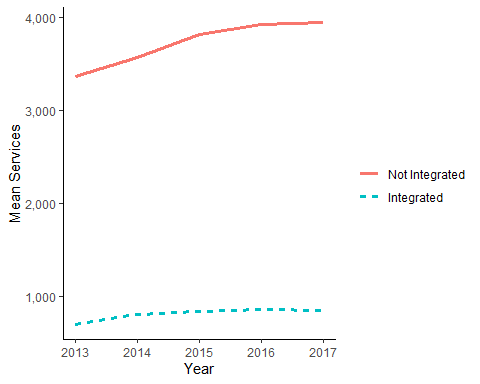 4,000
3,000
2,000
1,000
Mean Services
2013 2014 2015 2016 2017
Year
Not Integrated
Integrated